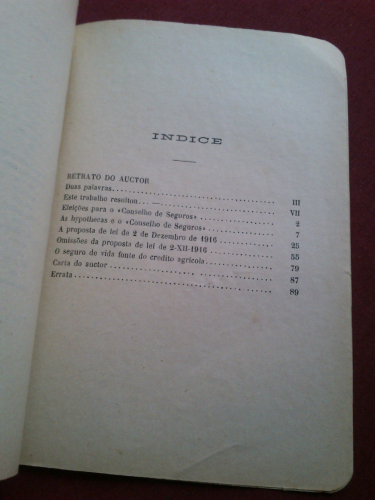 INDICE
RETRATO DO AUCTOR
Duas palavras................................ III
Este trabalho resultou... —.................. VII
Eleições para o «Conselho de Seguros»........ 2
As hypotheses e o «Conselho de Seguros»...... 7
A proposta de lei do 2 de Dezembro de 1916... 25
Omissões da proposta de lei de 2-XII-1916.... 55
O seguro de vida fonte do credito agricola... 79
Carta do auctor.............................. 87
Errata....................................... 89